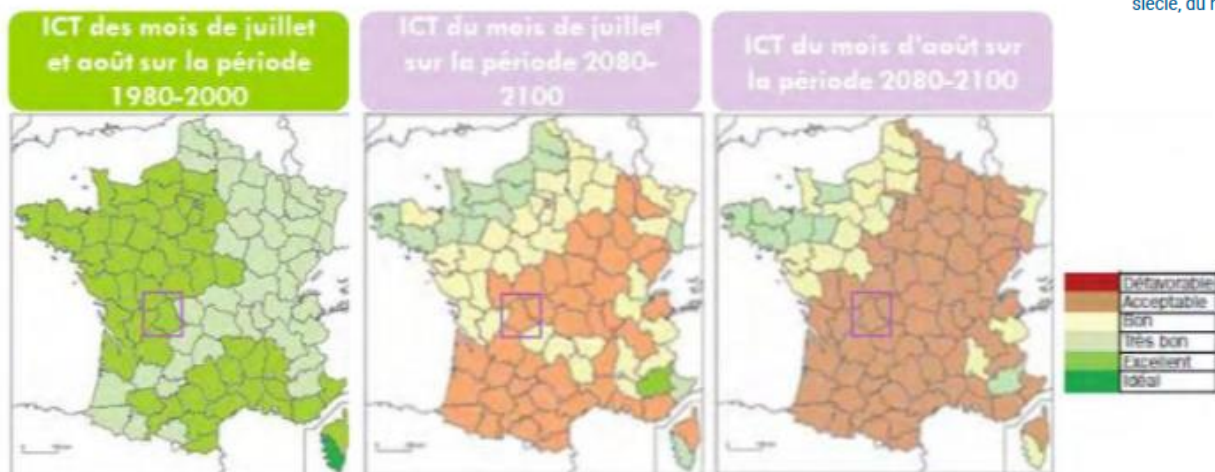 siècle, du
ICT des mois de juillet
et août sur la période
1980-2000
ICT du mois de juillet
sur la période 2080-
2100
ICT du mois d'août sur
la période 2080-2100
Défavorable
Acceptable
Bon
Très bon
Excellent
Idéal